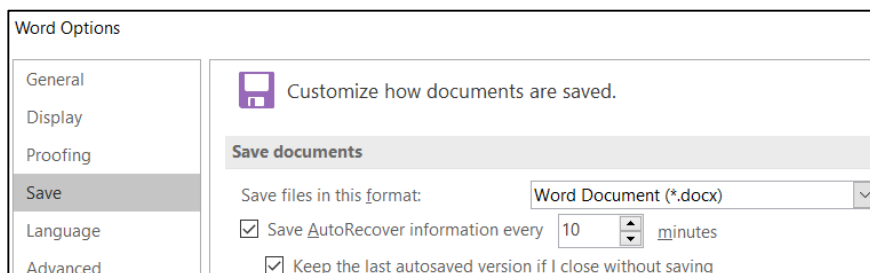 Word Options
General
Display
Proofing
Save
Language
Advanced
Customize how documents are saved.
Save documents
Save files in this format: Word Document (*.docx)
Save AutoRecover information every 10 minutes
Keep the last autosaved version if I close without saving